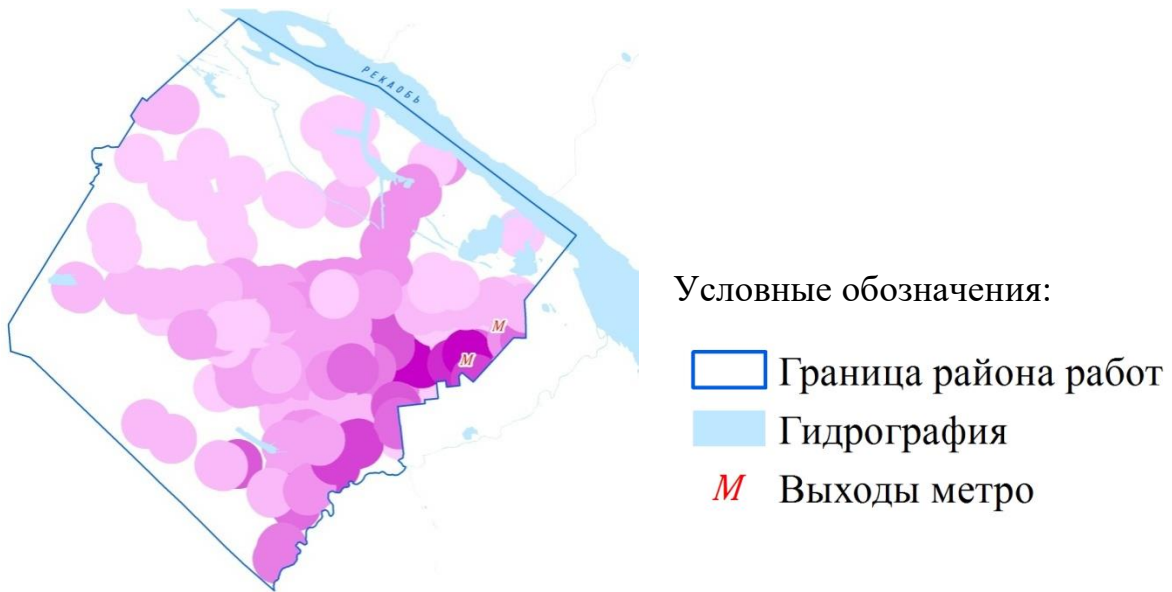 РЕКА ОБЬ
М
М
Условные обозначения:
Граница района работ
Гидрография
М Выходы метро